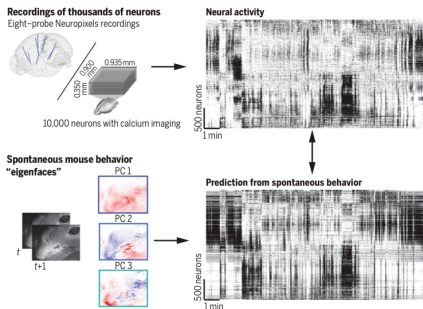 Recordings of thousands of neurons
Eight-probe Neuropixels recordings
0.900
mm
0.935
mm
0.350
mm
10,000 neurons with calcium imaging
Neural activity
500 neurons
1 min
Spontaneous mouse behavior
"eigenfaces"
PC 1
PC 2
PC 3
t
t+1
Prediction from spontaneous behavior
500 neurons
1 min